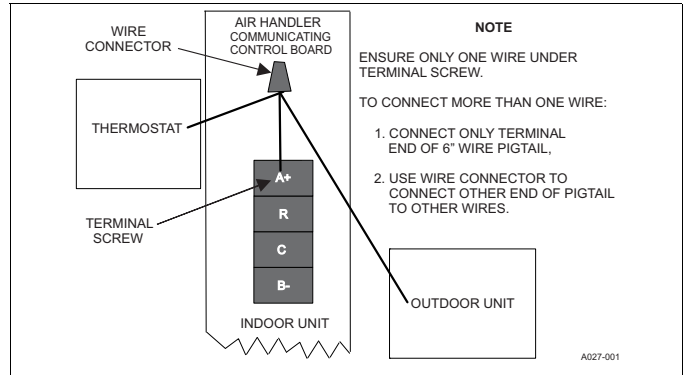 WIRE
CONNECTOR
AIR HANDLER
COMMUNICATING
CONTROL BOARD
THERMOSTAT
A+
R
C
B-
TERMINAL
SCREW
INDOOR UNIT
OUTDOOR UNIT
NOTE
ENSURE ONLY ONE WIRE UNDER
TERMINAL SCREW.
TO CONNECT MORE THAN ONE WIRE:
1. CONNECT ONLY TERMINAL
END OF 6" WIRE PIGTAIL,
2. USE WIRE CONNECTOR TO
CONNECT OTHER END OF PIGTAIL
TO OTHER WIRES.
A027-001